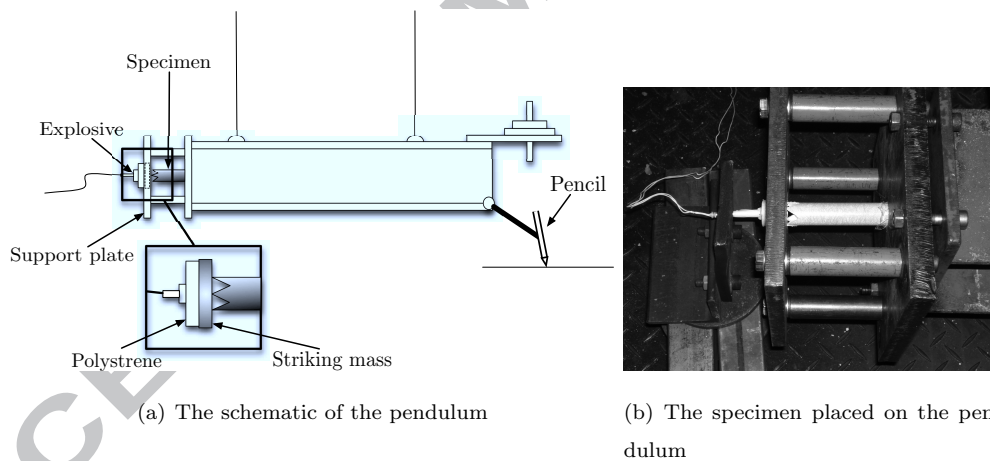 Specimen
Explosive
Pencil
Support plate
Polystrene
Striking mass
(a) The schematic of the pendulum
(b) The specimen placed on the pen-
dulum